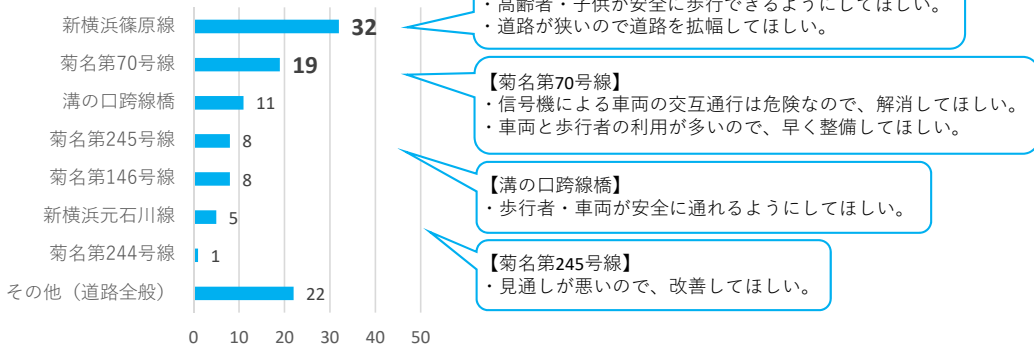 ・高齢者・子供が安全に歩行できるようにしてほしい。
・道路が狭いので道路を拡幅してほしい。
新横浜篠原線 32
菊名第70号線 19
溝の口跨線橋 11
菊名第245号線 8
菊名第146号線 8
新横浜元石川線 5
菊名第244号線 1
その他（道路全般） 22
0 10 20 30 40 50
【菊名第70号線】
・信号機による車両の交互通行は危険なので、解消してほしい。
・車両と歩行者の利用が多いので、早く整備してほしい。
【溝の口跨線橋】
・歩行者・車両が安全に通れるようにしてほしい。
【菊名第245号線】
・見通しが悪いので、改善してほしい。